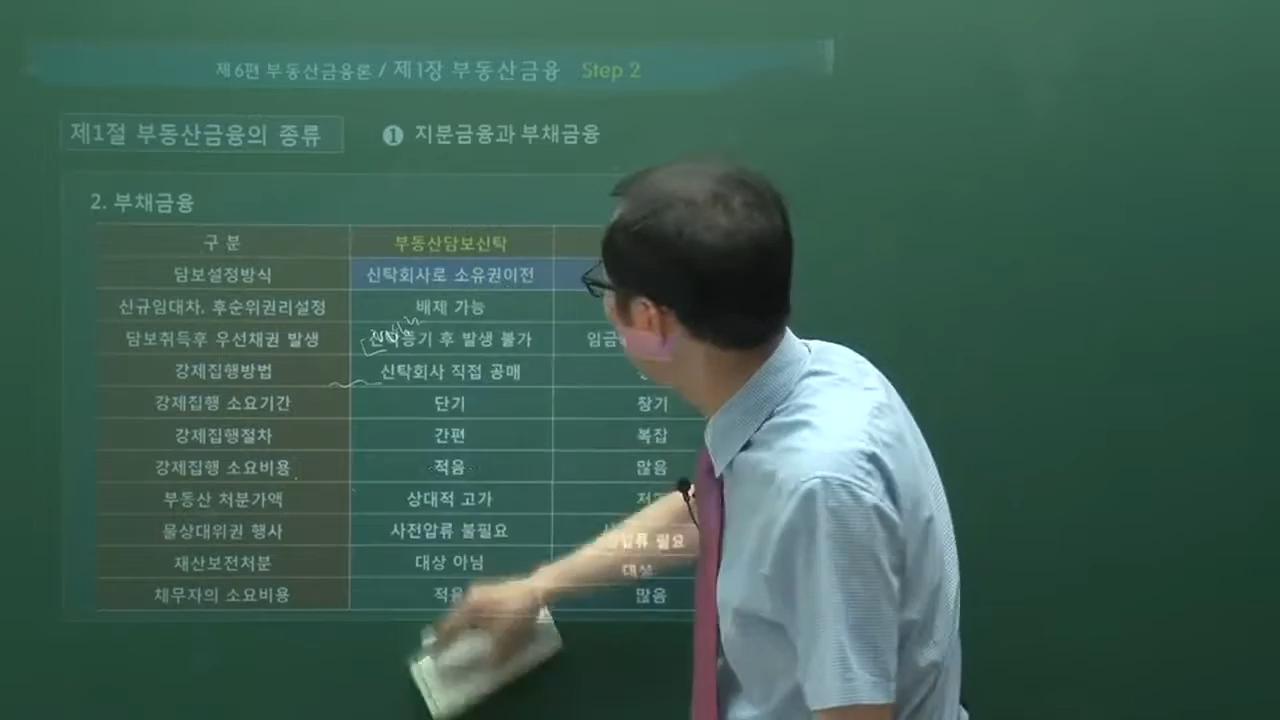 제6편 부동산금융론 / 제1장 부동산금융 Step 2
제1절 부동산금융의 종류 ❶ 지분금융과 부채금융
2. 부채금융
구 분 부동산담보신탁
담보설정방식 신탁회사로 소유권이전
신규임대차, 후순위권리설정 배제 가능
담보취득후 우선채권 발생 신탁등기 후 발생 불가 임금
강제집행방법 신탁회사 직접 공매
강제집행 소요기간 단기 장기
강제집행절차 간편 복잡
강제집행 소요비용 적음 많음
부동산 처분가액 상대적 고가
물상대위권 행사 사전압류 불필요 필요
재산보전처분 대상 아님 대상
채무자의 소요비용 적음 많음